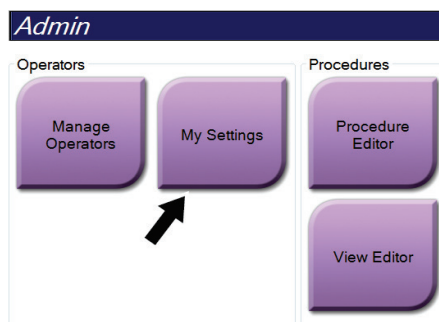 Admin
Operators
Manage
Operators
My Settings
Procedures
Procedure
Editor
View Editor